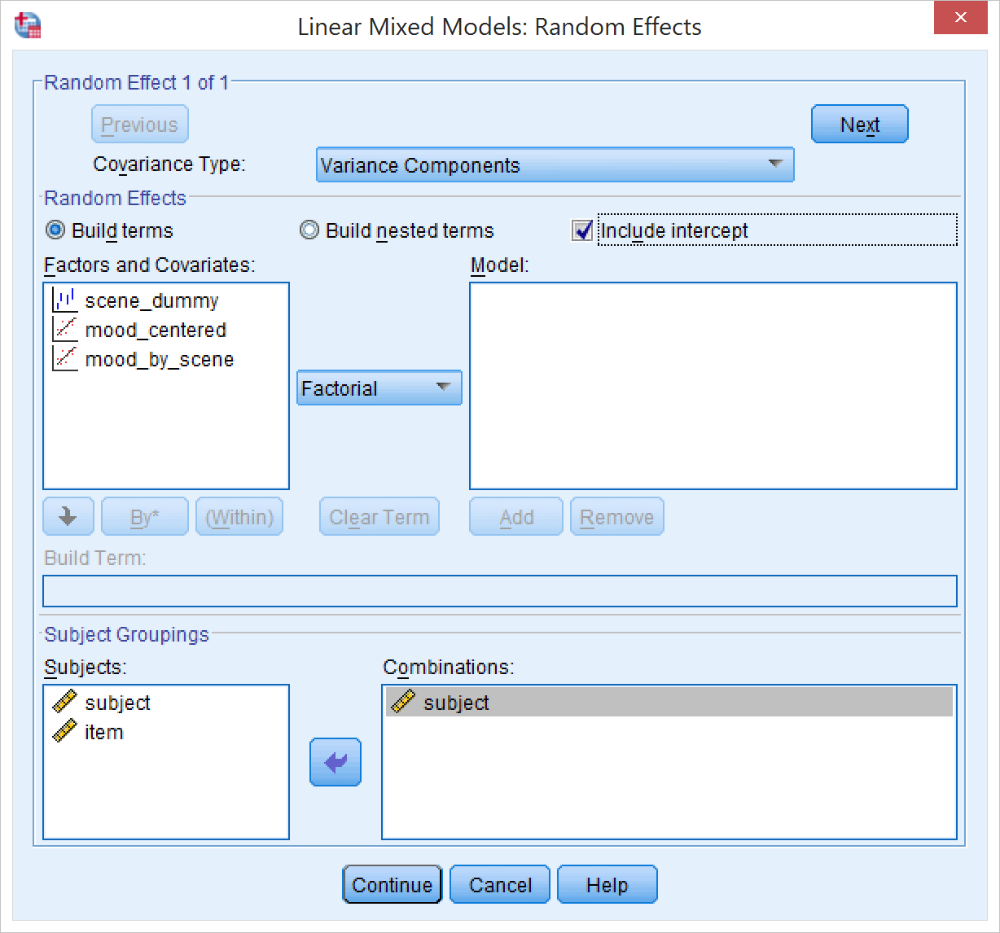 Linear Mixed Models: Random Effects
Random Effect 1 of 1
Previous
Next
Covariance Type:
Variance Components
Random Effects
Build terms
Build nested terms
Include intercept
Factors and Covariates:
Model:
scene_dummy
mood_centered
mood_by_scene
Factorial
By*
(Within)
Clear Term
Add
Remove
Build Term:
Subject Groupings
Subjects:
Combinations:
subject
item
subject
Continue
Cancel
Help